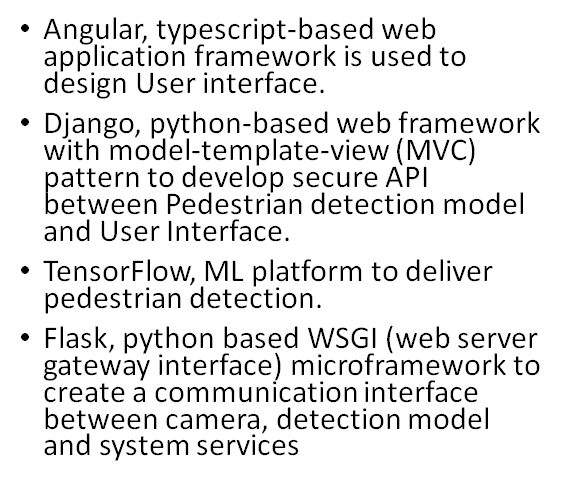 • Angular, typescript-based web
application framework is used to
design User interface.
• Django, python-based web framework
with model-template-view (MVC)
pattern to develop secure API
between Pedestrian detection model
and User Interface.
• TensorFlow, ML platform to deliver
pedestrian detection.
• Flask, python based WSGI (web server
gateway interface) microframework to
create a communication interface
between camera, detection model
and system services